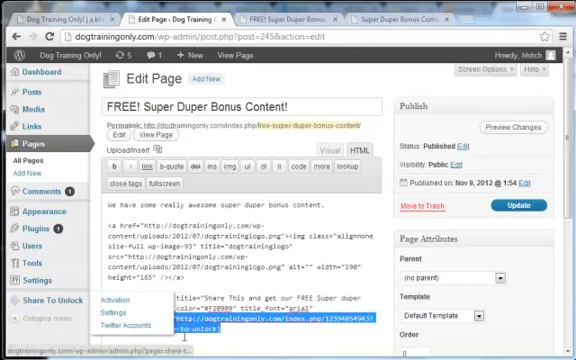 Dog Training Only! | a blo
Edit Page ‹ Dog Training
FREE! Super Duper Bonus
Super Duper Bonus Conten
dogtrainingonly.com/wp-admin/post.php?post=245&action=edit
Dog Training Only!
5
1
New
View Page
Howdy, hhitch
Screen Options
Help
Dashboard
Posts
Media
Links
Pages
All Pages
Add New
Comments 1
Appearance
Plugins 1
Users
Tools
Settings
Share To Unlock
Collapse menu
Activation
Settings
Twitter Accounts
Edit Page
Add New
FREE! Super Duper Bonus Content!
Permalink: http://dogtrainingonly.com/index.php/free-super-duper-bonus-content/
Edit
View Page
Upload/Insert
Visual
HTML
b i link b-quote del ins img ul ol li code more lookup
close tags fullscreen
We have some really awesome super duper bonus content.
<a href="http://dogtrainingonly.com/wp-
content/uploads/2012/07/dogtraininglogo.png"><img class="alignnone
size-full wp-image-93" title="dogtraininglogo"
src="http://dogtrainingonly.com/wp-
content/uploads/2012/07/dogtraininglogo.png" alt="" width="190"
height="165" /></a>
title="Share This and get our FREE Super duper
color="#F20909" title_font="arial"
http://dogtrainingonly.com/index.php/123948549437
-to-unlock]
Publish
Preview Changes
Status: Published Edit
Visibility: Public Edit
Published on: Nov 9, 2012 @ 1:54 Edit
Move to Trash
Update
Page Attributes
Parent
(no parent)
Template
Default Template
Order
0
dogtrainingonly.com/wp-admin/admin.php?page=share-t...